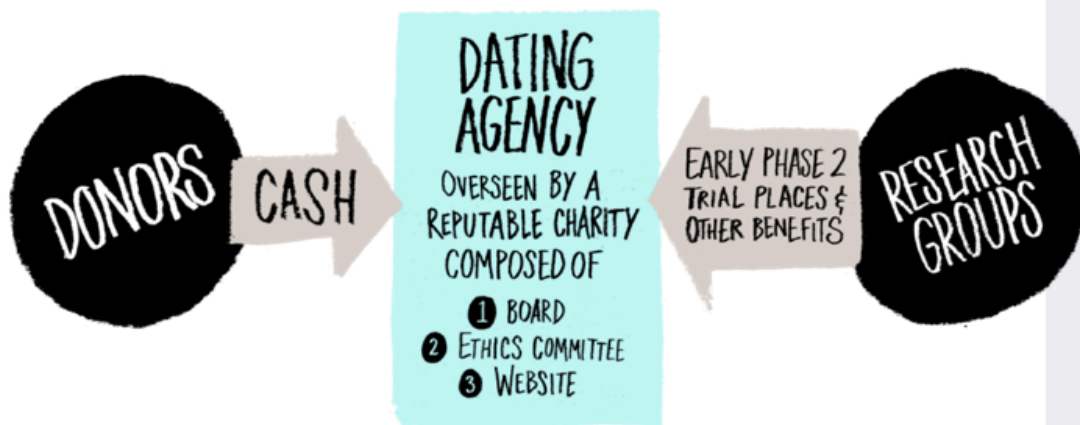 DONORS
CASH
DATING
AGENCY
OVERSEEN BY A
REPUTABLE CHARITY
COMPOSED OF
1 BOARD
2 ETHICS COMMITTEE
3 WEBSITE
EARLY PHASE 2
TRIAL PLACES &
OTHER BENEFITS
RESEARCH
GROUPS